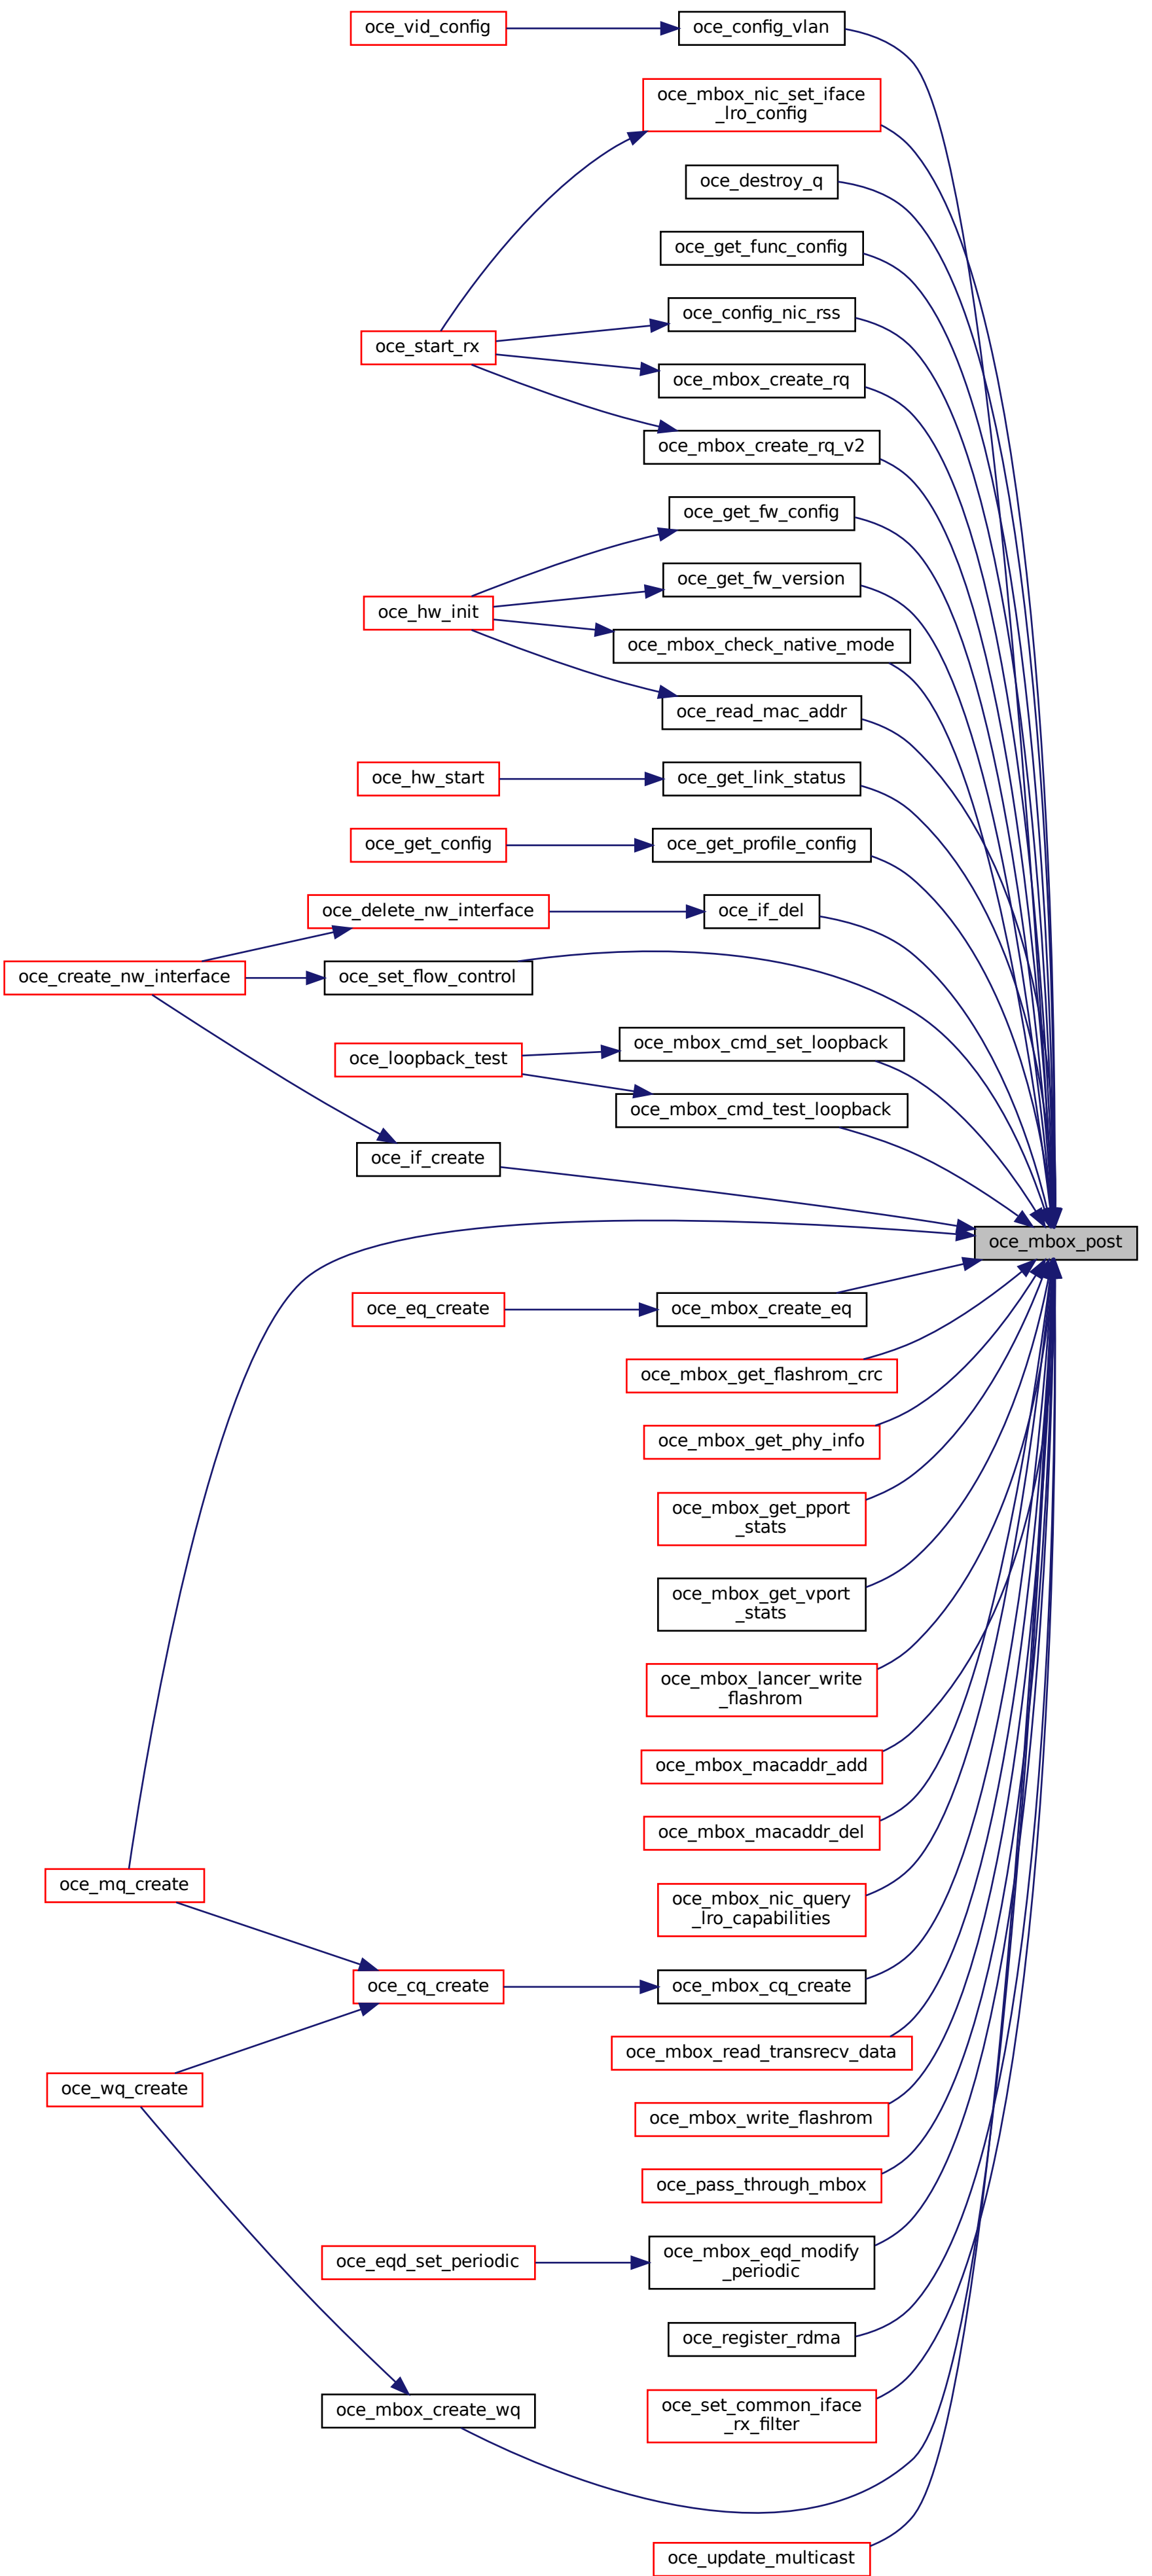 oce_vid_config
oce_config_vlan
oce_mbox_nic_set_iface
_lro_config
oce_destroy_q
oce_get_func_config
oce_config_nic_rss
oce_start_rx
oce_mbox_create_rq
oce_mbox_create_rq_v2
oce_get_fw_config
oce_get_fw_version
oce_hw_init
oce_mbox_check_native_mode
oce_read_mac_addr
oce_hw_start
oce_get_link_status
oce_get_config
oce_get_profile_config
oce_delete_nw_interface
oce_if_del
oce_create_nw_interface
oce_set_flow_control
oce_mbox_cmd_set_loopback
oce_loopback_test
oce_mbox_cmd_test_loopback
oce_if_create
oce_mbox_post
oce_eq_create
oce_mbox_create_eq
oce_mbox_get_flashrom_crc
oce_mbox_get_phy_info
oce_mbox_get_pport
_stats
oce_mbox_get_vport
_stats
oce_mbox_lancer_write
_flashrom
oce_mbox_macaddr_add
oce_mbox_macaddr_del
oce_mq_create
oce_mbox_nic_query
_lro_capabilities
oce_cq_create
oce_mbox_cq_create
oce_mbox_read_transrecv_data
oce_wq_create
oce_mbox_write_flashrom
oce_pass_through_mbox
oce_eqd_set_periodic
oce_mbox_eqd_modify
_periodic
oce_register_rdma
oce_mbox_create_wq
oce_set_common_iface
_rx_filter
oce_update_multicast